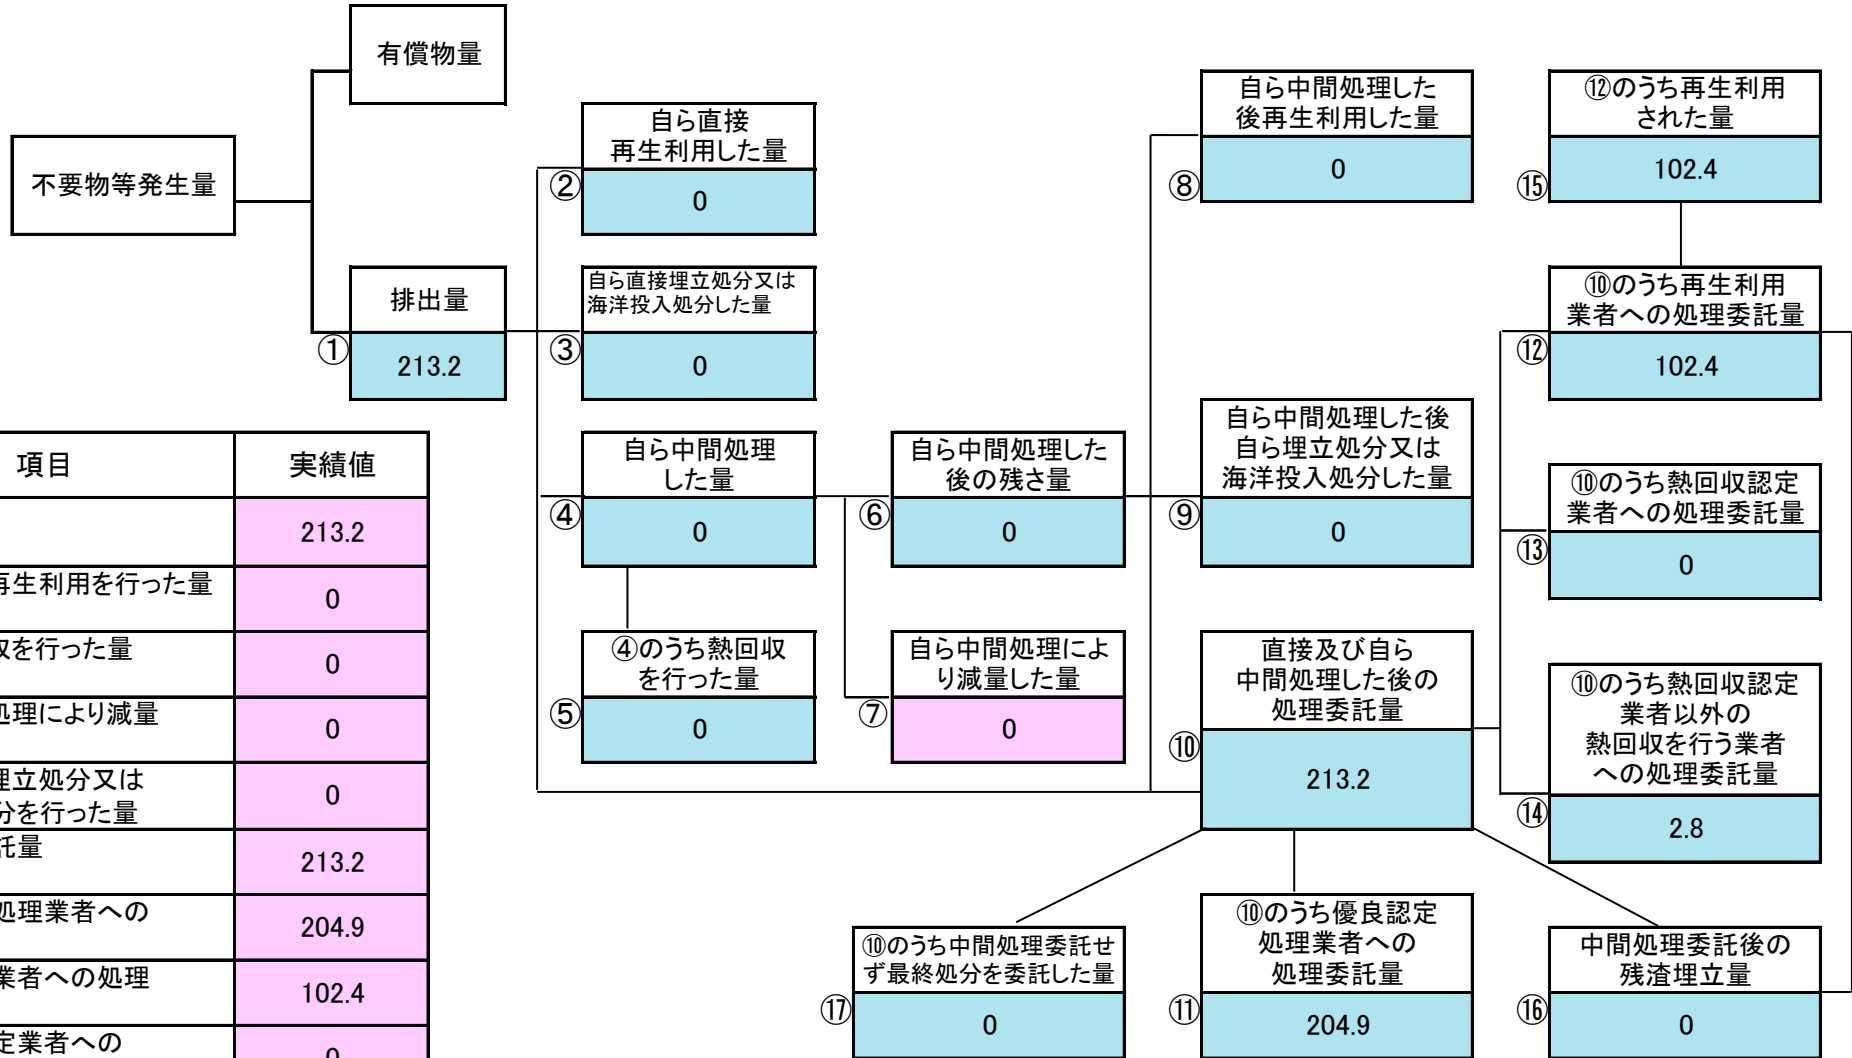 有償物量
不要物等発生量
排出量
①
213.2
自ら直接
再生利用した量
②
0
自ら直接埋立処分又は
海洋投入処分した量
③
0
自ら中間処理
した量
④
0
④のうち熱回収
を行った量
⑤
0
自ら中間処理した
後の残さ量
⑥
0
自ら中間処理によ
り減量した量
⑦
0
自ら中間処理した
後再生利用した量
⑧
0
自ら中間処理した後
自ら埋立処分又は
海洋投入処分した量
⑨
0
直接及び自ら
中間処理した後の
処理委託量
⑩
213.2
⑫のうち再生利用
された量
⑮
102.4
⑩のうち再生利用
業者への処理委託量
⑫
102.4
⑩のうち熱回収認定
業者への処理委託量
⑬
0
⑩のうち熱回収認定
業者以外の
熱回収を行う業者
への処理委託量
⑭
2.8
⑩のうち中間処理委託せ
ず最終処分を委託した量
⑰
0
⑩のうち優良認定
処理業者への
処理委託量
⑪
204.9
中間処理委託後の
残渣埋立量
⑯
0
項目 実績値
213.2
再生利用を行った量 0
収を行った量 0
処理により減量 0
埋立処分又は
分を行った量 0
託量 213.2
処理業者への 204.9
業者への処理 102.4
定業者への 0